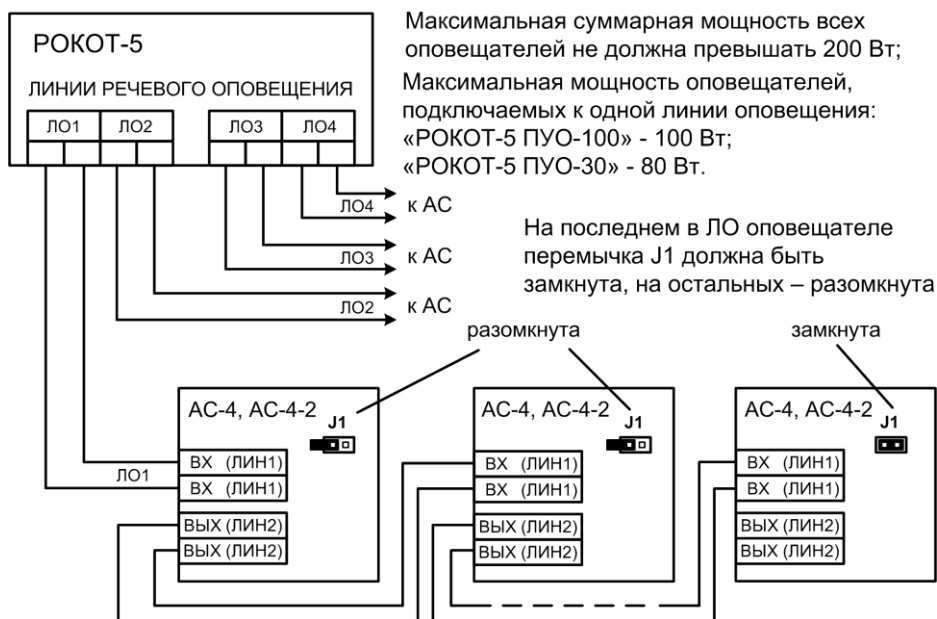 РОКОТ-5
ЛИНИИ РЕЧЕВОГО ОПОВЕЩЕНИЯ
ЛО1 ЛО2 ЛО3 ЛО4
Максимальная суммарная мощность всех
оповещателей не должна превышать 200 Вт;
Максимальная мощность оповещателей,
подключаемых к одной линии оповещения:
«РОКОТ-5 ПУО-100» - 100 Вт;
«РОКОТ-5 ПУО-30» - 80 Вт.
ЛО4 к АС
ЛО3 к АС
ЛО2 к АС
На последнем в ЛО оповещателе
перемычка J1 должна быть
замкнута, на остальных – разомкнута
разомкнута
замкнута
ЛО1
АС-4, АС-4-2
J1
ВХ (ЛИН1)
ВХ (ЛИН1)
ВЫХ (ЛИН2)
ВЫХ (ЛИН2)
АС-4, АС-4-2
J1
ВХ (ЛИН1)
ВХ (ЛИН1)
ВЫХ (ЛИН2)
ВЫХ (ЛИН2)
АС-4, АС-4-2
J1
ВХ (ЛИН1)
ВХ (ЛИН1)
ВЫХ (ЛИН2)
ВЫХ (ЛИН2)